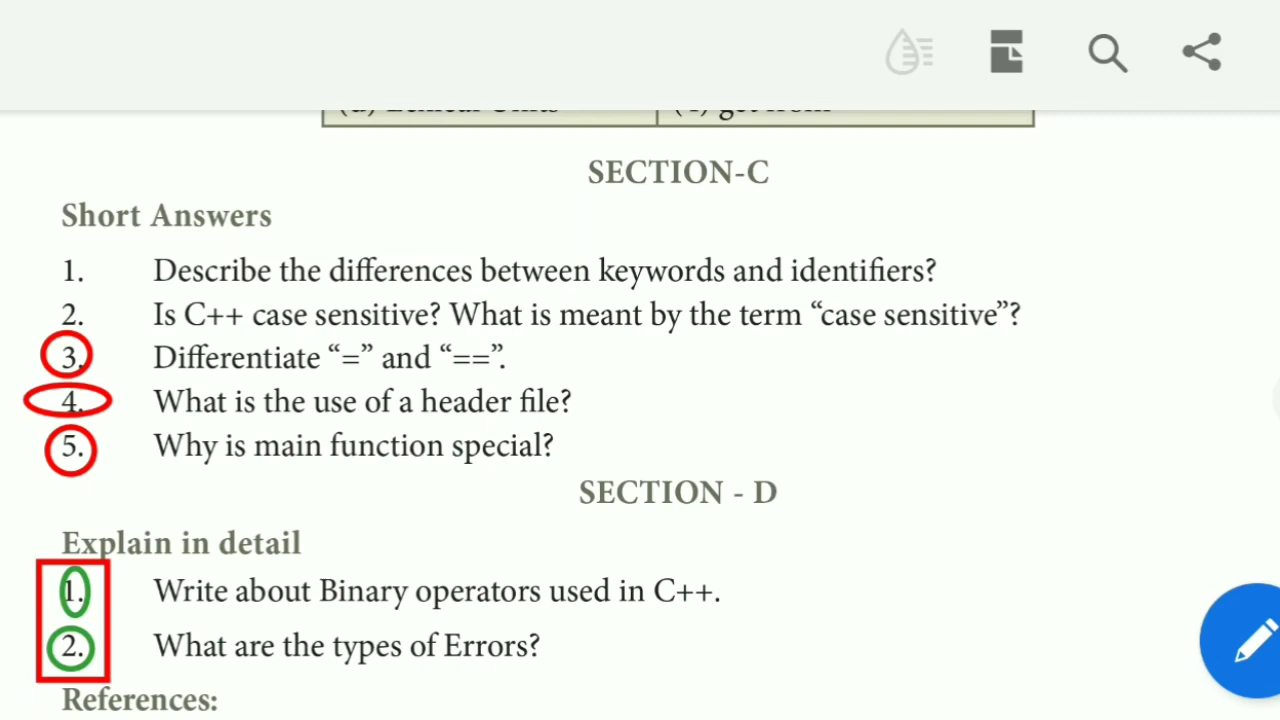 SECTION-C
Short Answers
1. Describe the differences between keywords and identifiers?
2. Is C++ case sensitive? What is meant by the term “case sensitive”?
3. Differentiate “=” and “==”.
4. What is the use of a header file?
5. Why is main function special?
SECTION - D
Explain in detail
1. Write about Binary operators used in C++.
2. What are the types of Errors?
References: